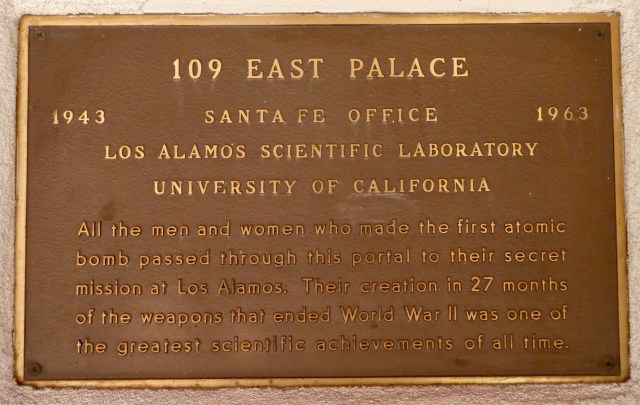 109 EAST PALACE
1943 SANTA FE OFFICE 1963
LOS ALAMOS SCIENTIFIC LABORATORY
UNIVERSITY OF CALIFORNIA
All the men and women who made the first atomic
bomb passed through this portal to their secret
mission at Los Alamos. Their creation in 27 months
of the weapons that ended World War II was one of
the greatest scientific achievements of all time.